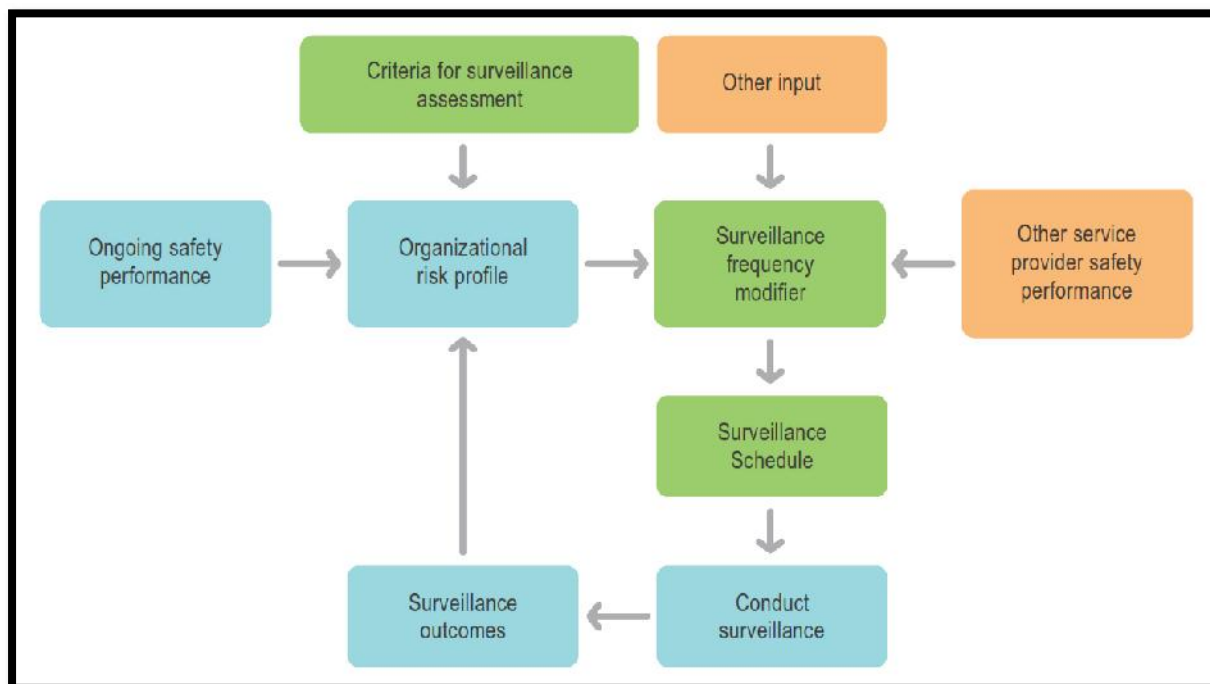 Criteria for surveillance
assessment
Other input
Ongoing safety
performance
Organizational
risk profile
Surveillance
frequency
modifier
Other service
provider safety
performance
Surveillance
Schedule
Surveillance
outcomes
Conduct
surveillance